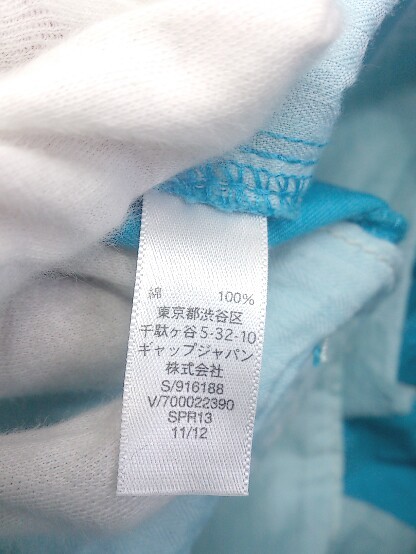 綿 100%
東京都渋谷区
千駄ヶ谷5-32-10
ギャップジャパン
株式会社
S/916188
V/700022390
SPR13
11/12